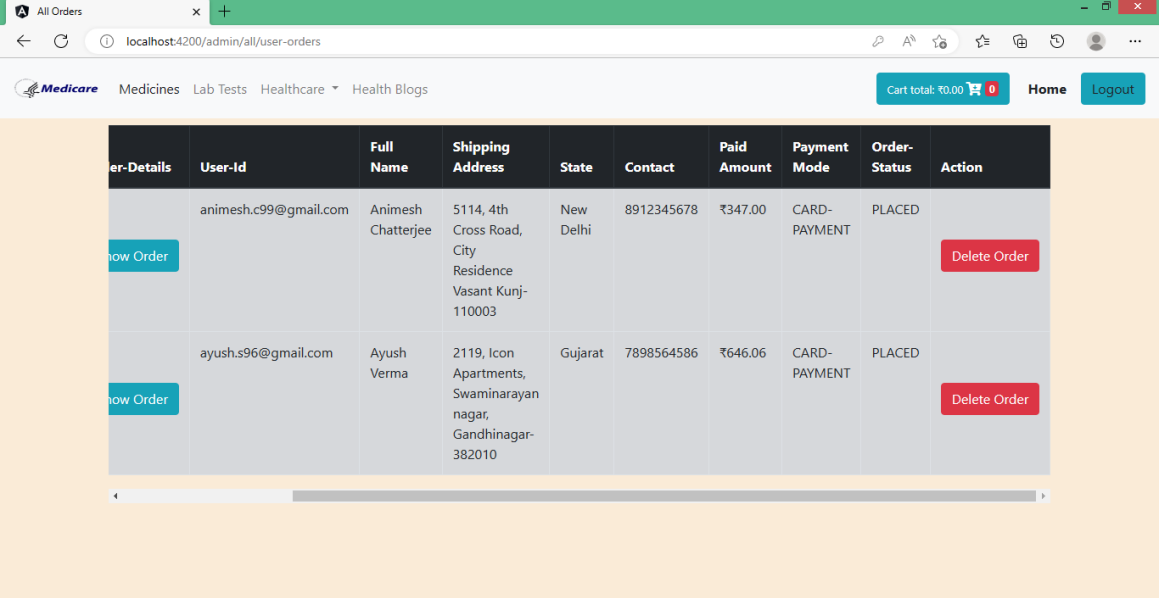 All Orders
localhost:4200/admin/all/user-orders
Medicare Medicines Lab Tests Healthcare Health Blogs Cart total: ₹0.00 0 Home Logout
er-Details User-Id Full Name Shipping Address State Contact Paid Amount Payment Mode Order-Status Action
ow Order animesh.c99@gmail.com Animesh Chatterjee 5114, 4th Cross Road, City Residence Vasant Kunj-110003 New Delhi 8912345678 ₹347.00 CARD-PAYMENT PLACED Delete Order
ow Order ayush.s96@gmail.com Ayush Verma 2119, Icon Apartments, Swaminarayan nagar, Gandhinagar-382010 Gujarat 7898564586 ₹646.06 CARD-PAYMENT PLACED Delete Order